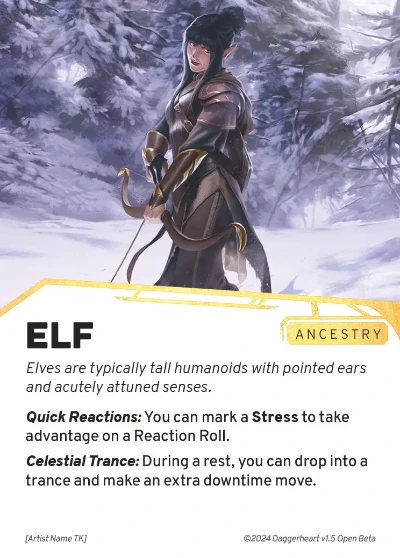 ELF
ANCESTRY
Elves are typically tall humanoids with pointed ears
and acutely attuned senses.
Quick Reactions: You can mark a Stress to take
advantage on a Reaction Roll.
Celestial Trance: During a rest, you can drop into a
trance and make an extra downtime move.
[Artist Name TK]
©2024 Daggerheart v1.5 Open Beta